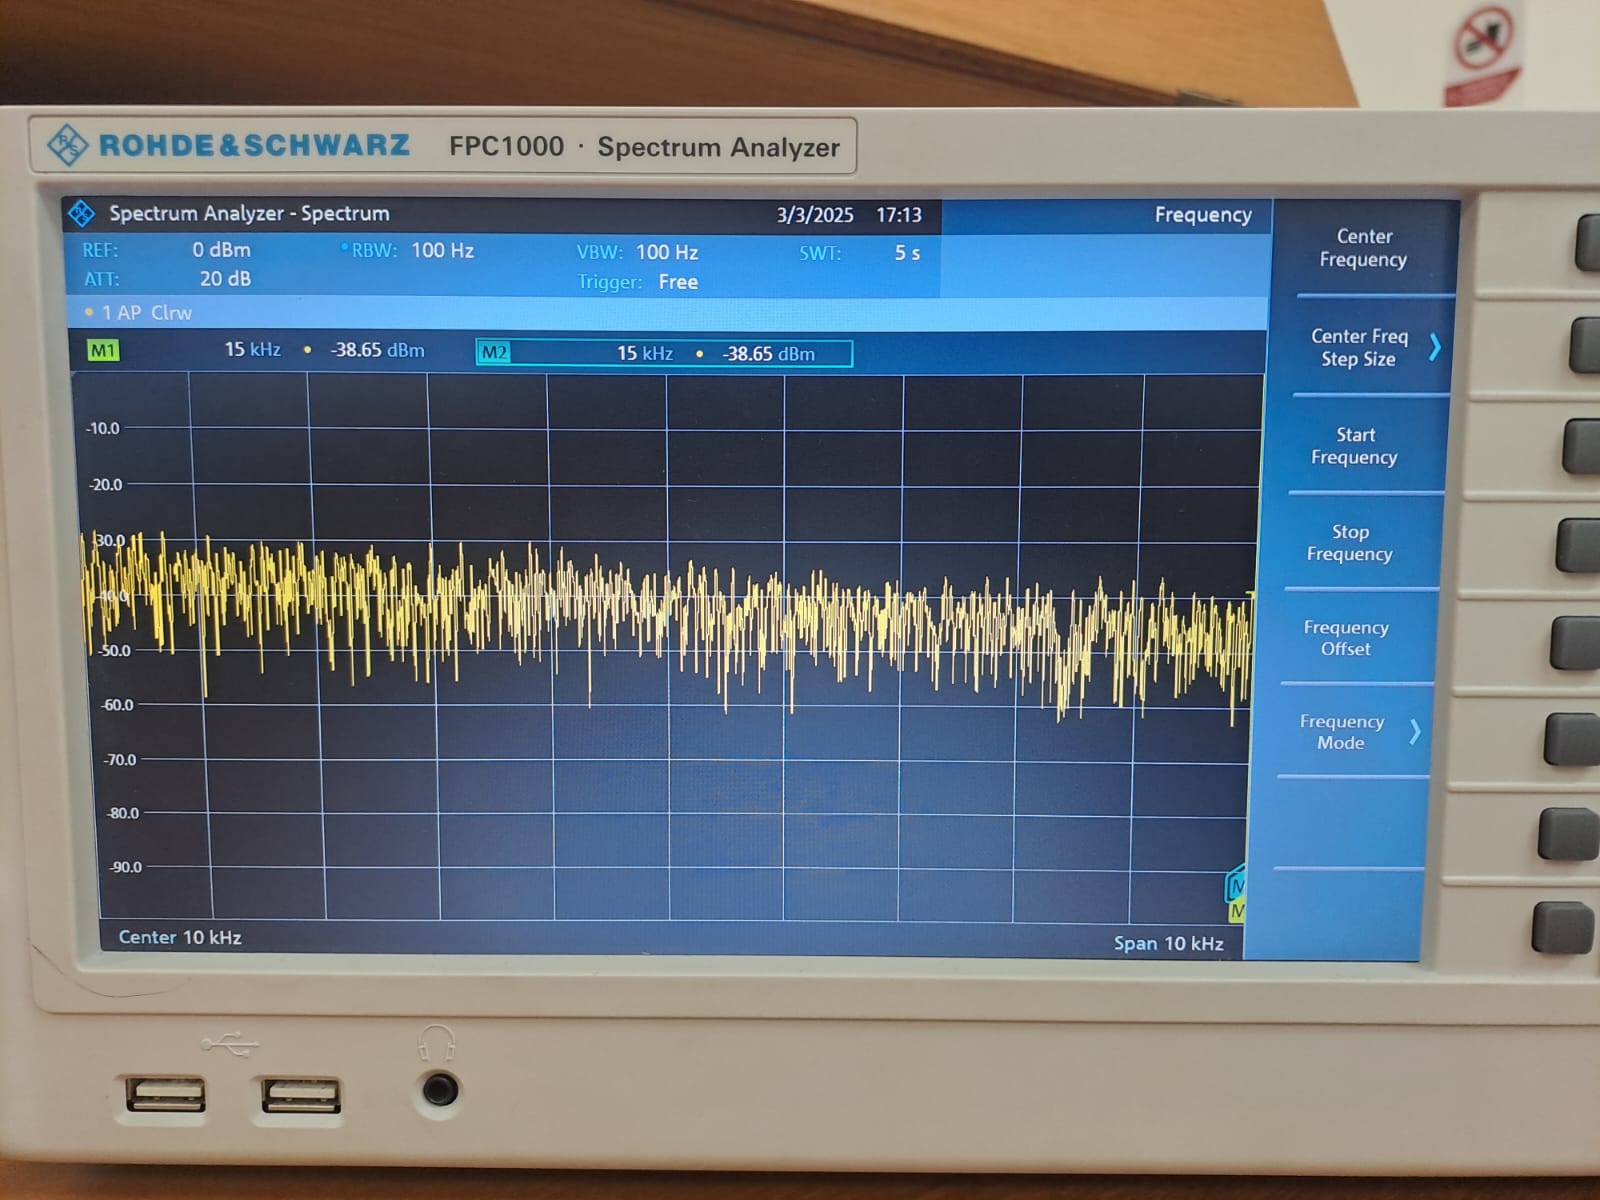 ROHDE&SCHWARZ FPC1000 · Spectrum Analyzer
Spectrum Analyzer - Spectrum 3/3/2025 17:13 Frequency
REF: 0 dBm RBW: 100 Hz VBW: 100 Hz SWT: 5 s
ATT: 20 dB Trigger: Free
1 AP Clrw
M1 15 kHz -38.65 dBm M2 15 kHz -38.65 dBm
-10.0
-20.0
-30.0
-40.0
-50.0
-60.0
-70.0
-80.0
-90.0
M
M
Center 10 kHz Span 10 kHz
Center
Frequency
Center Freq
Step Size
Start
Frequency
Stop
Frequency
Frequency
Offset
Frequency
Mode